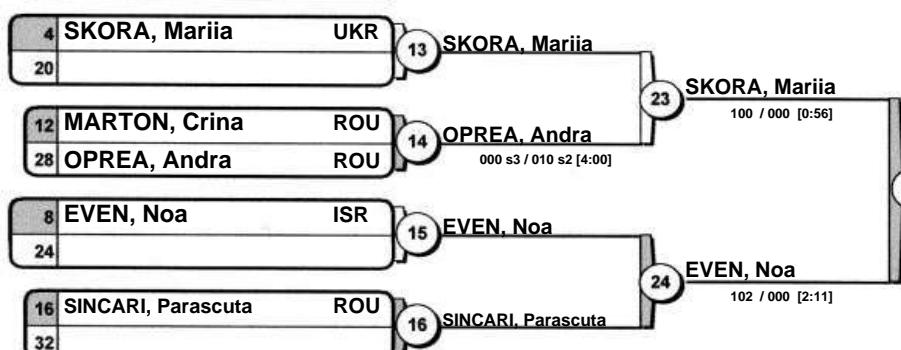 4 SKORA, Mariia UKR
20
13 SKORA, Mariia
12 MARTON, Crina ROU
28 OPREA, Andra ROU
14 OPREA, Andra
000 s3 / 010 s2 [4:00]
23 SKORA, Mariia
100 / 000 [0:56]
8 EVEN, Noa ISR
24
15 EVEN, Noa
16 SINCARI, Parascuta ROU
32
16 SINCARI, Parascuta
24 EVEN, Noa
102 / 000 [2:11]